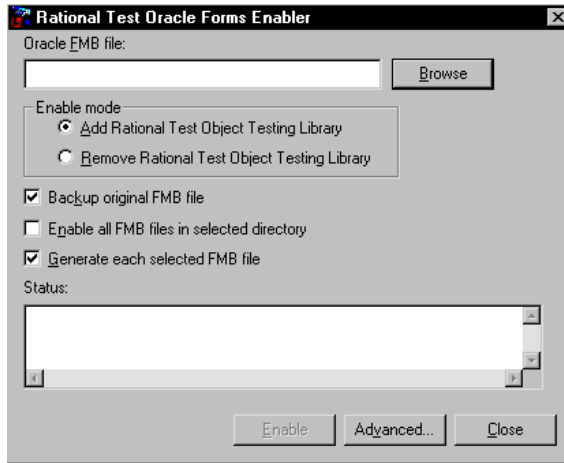 Rational Test Oracle Forms Enabler
Oracle FMB file:
Browse
Enable mode
Add Rational Test Object Testing Library
Remove Rational Test Object Testing Library
Backup original FMB file
Enable all FMB files in selected directory
Generate each selected FMB file
Status:
Enable Advanced... Close